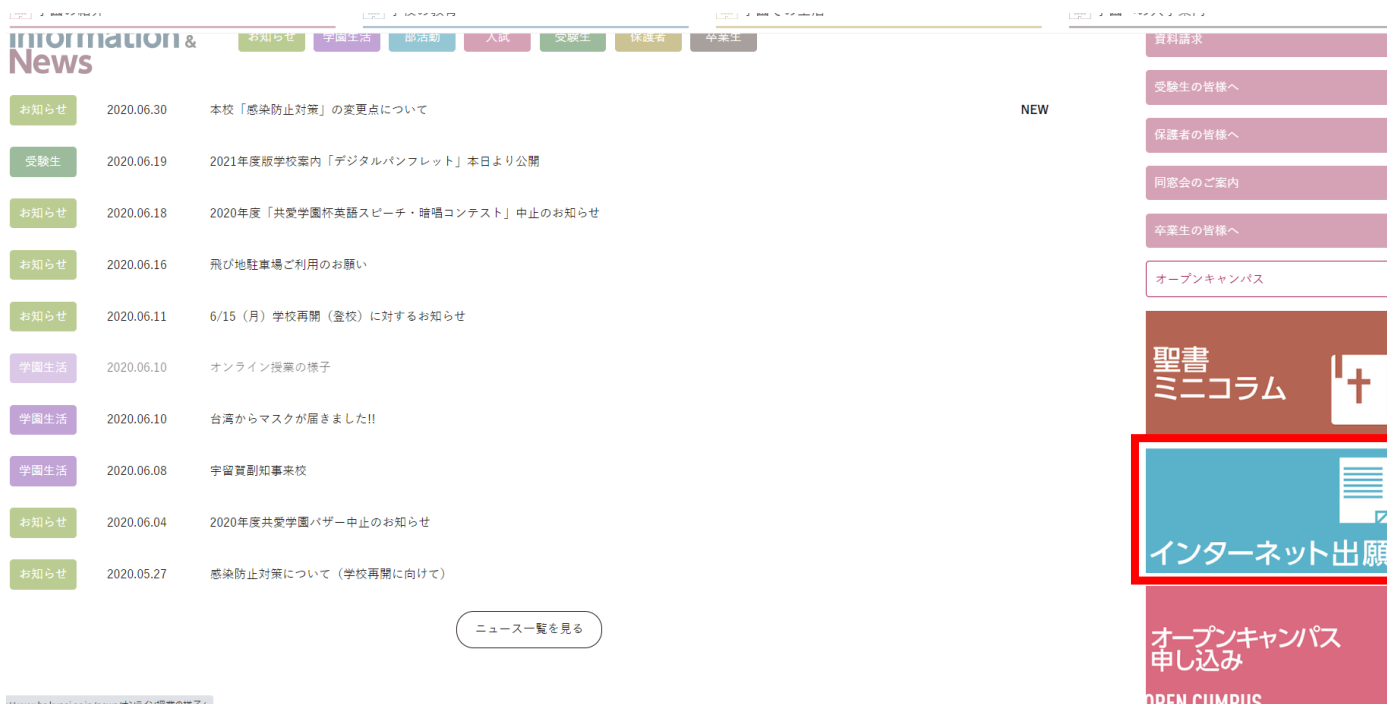 Information &
News
お知らせ 学園生活 部活動 入試 受験生 保護者 卒業生
お知らせ 2020.06.30 本校「感染防止対策」の変更点について NEW
受験生 2020.06.19 2021年度版学校案内「デジタルパンフレット」本日より公開
お知らせ 2020.06.18 2020年度「共愛学園杯英語スピーチ・暗唱コンテスト」中止のお知らせ
お知らせ 2020.06.16 飛び地駐車場ご利用のお願い
お知らせ 2020.06.11 6/15（月）学校再開（登校）に対するお知らせ
学園生活 2020.06.10 オンライン授業の様子
学園生活 2020.06.10 台湾からマスクが届きました!!
学園生活 2020.06.08 宇留賀副知事来校
お知らせ 2020.06.04 2020年度共愛学園バザー中止のお知らせ
お知らせ 2020.05.27 感染防止対策について（学校再開に向けて）
ニュース一覧を見る
資料請求
受験生の皆様へ
保護者の皆様へ
同窓会のご案内
卒業生の皆様へ
オープンキャンパス
聖書
ミニコラム
インターネット出願
オープンキャンパス
申し込み
OPEN CUMPUS